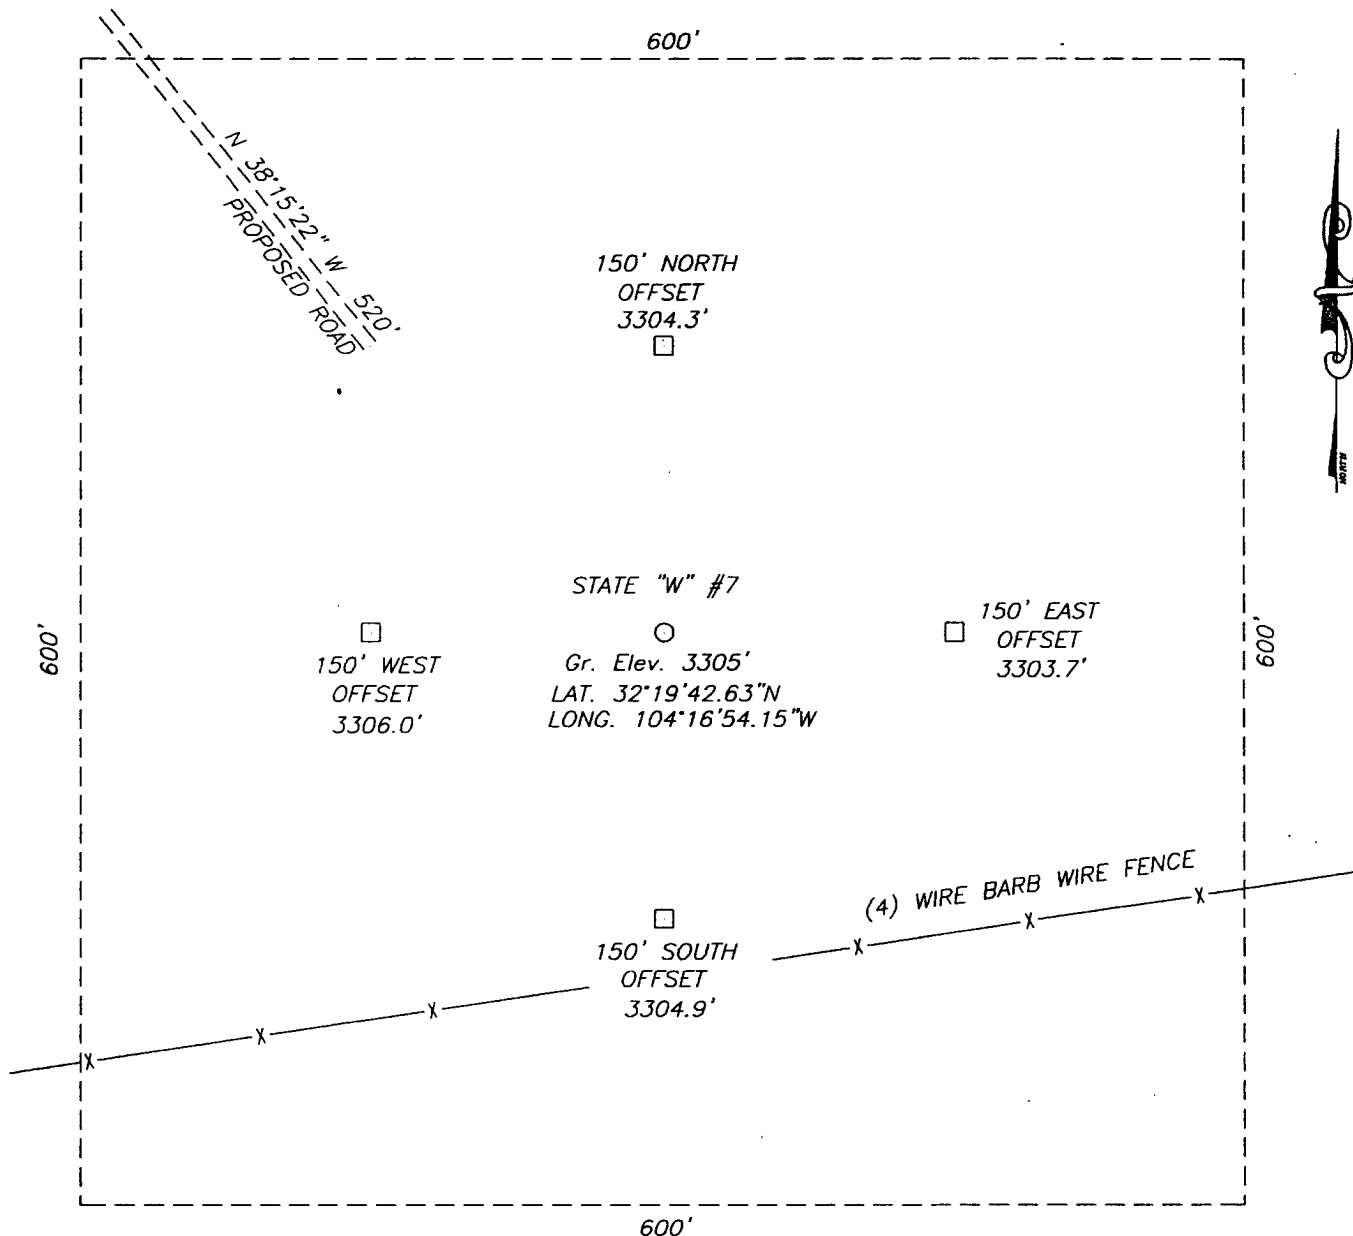 600'
N 38°15'22" W 520'
PROPOSED ROAD
150' NORTH
OFFSET
3304.3'
NORTH
STATE "W" #7
Gr. Elev. 3305'
LAT. 32°19'42.63"N
LONG. 104°16'54.15"W
150' WEST
OFFSET
3306.0'
150' EAST
OFFSET
3303.7'
600'
600'
(4) WIRE BARB WIRE FENCE
X X X X X X
150' SOUTH
OFFSET
3304.9'
600'